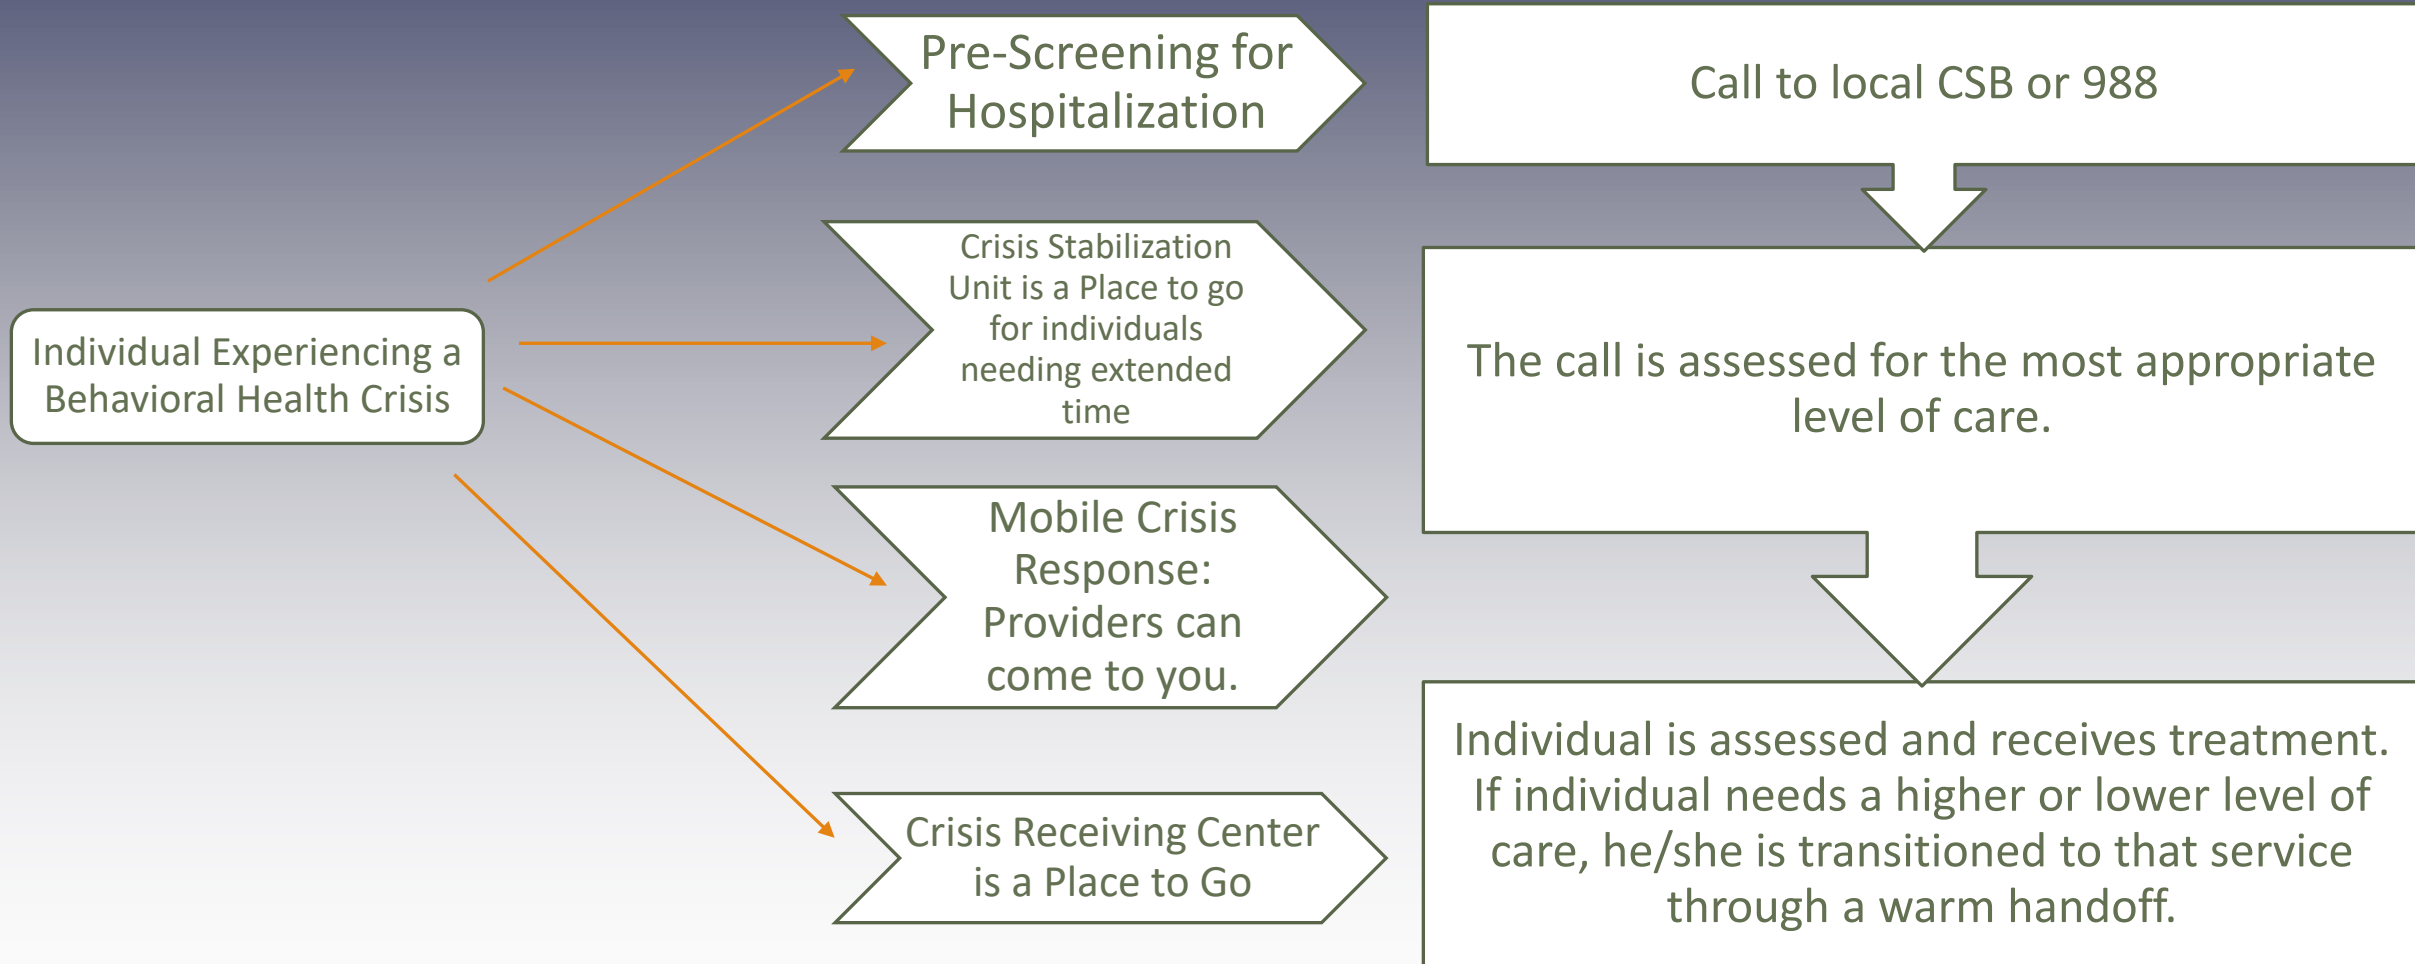 Individual Experiencing a
Behavioral Health Crisis
Pre-Screening for
Hospitalization
Crisis Stabilization
Unit is a Place to go
for individuals
needing extended
time
Mobile Crisis
Response:
Providers can
come to you.
Crisis Receiving Center
is a Place to Go
Call to local CSB or 988
The call is assessed for the most appropriate
level of care.
Individual is assessed and receives treatment.
If individual needs a higher or lower level of
care, he/she is transitioned to that service
through a warm handoff.